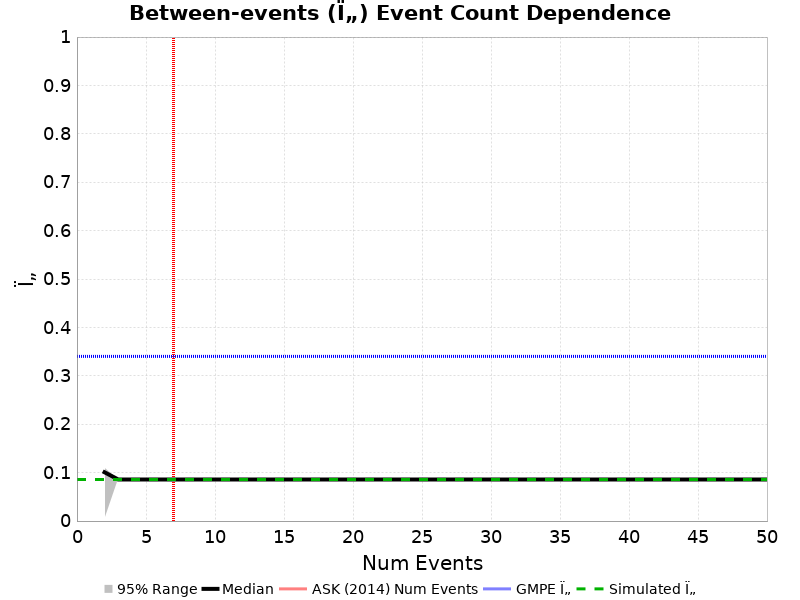 Between-events (Ï„) Event Count Dependence
1
0.9
0.8
0.7
0.6
0.5
0.4
0.3
0.2
0.1
0
Ï„
0 5 10 15 20 25 30 35 40 45 50
Num Events
95% Range Median ASK (2014) Num Events GMPE Ï„ Simulated Ï„